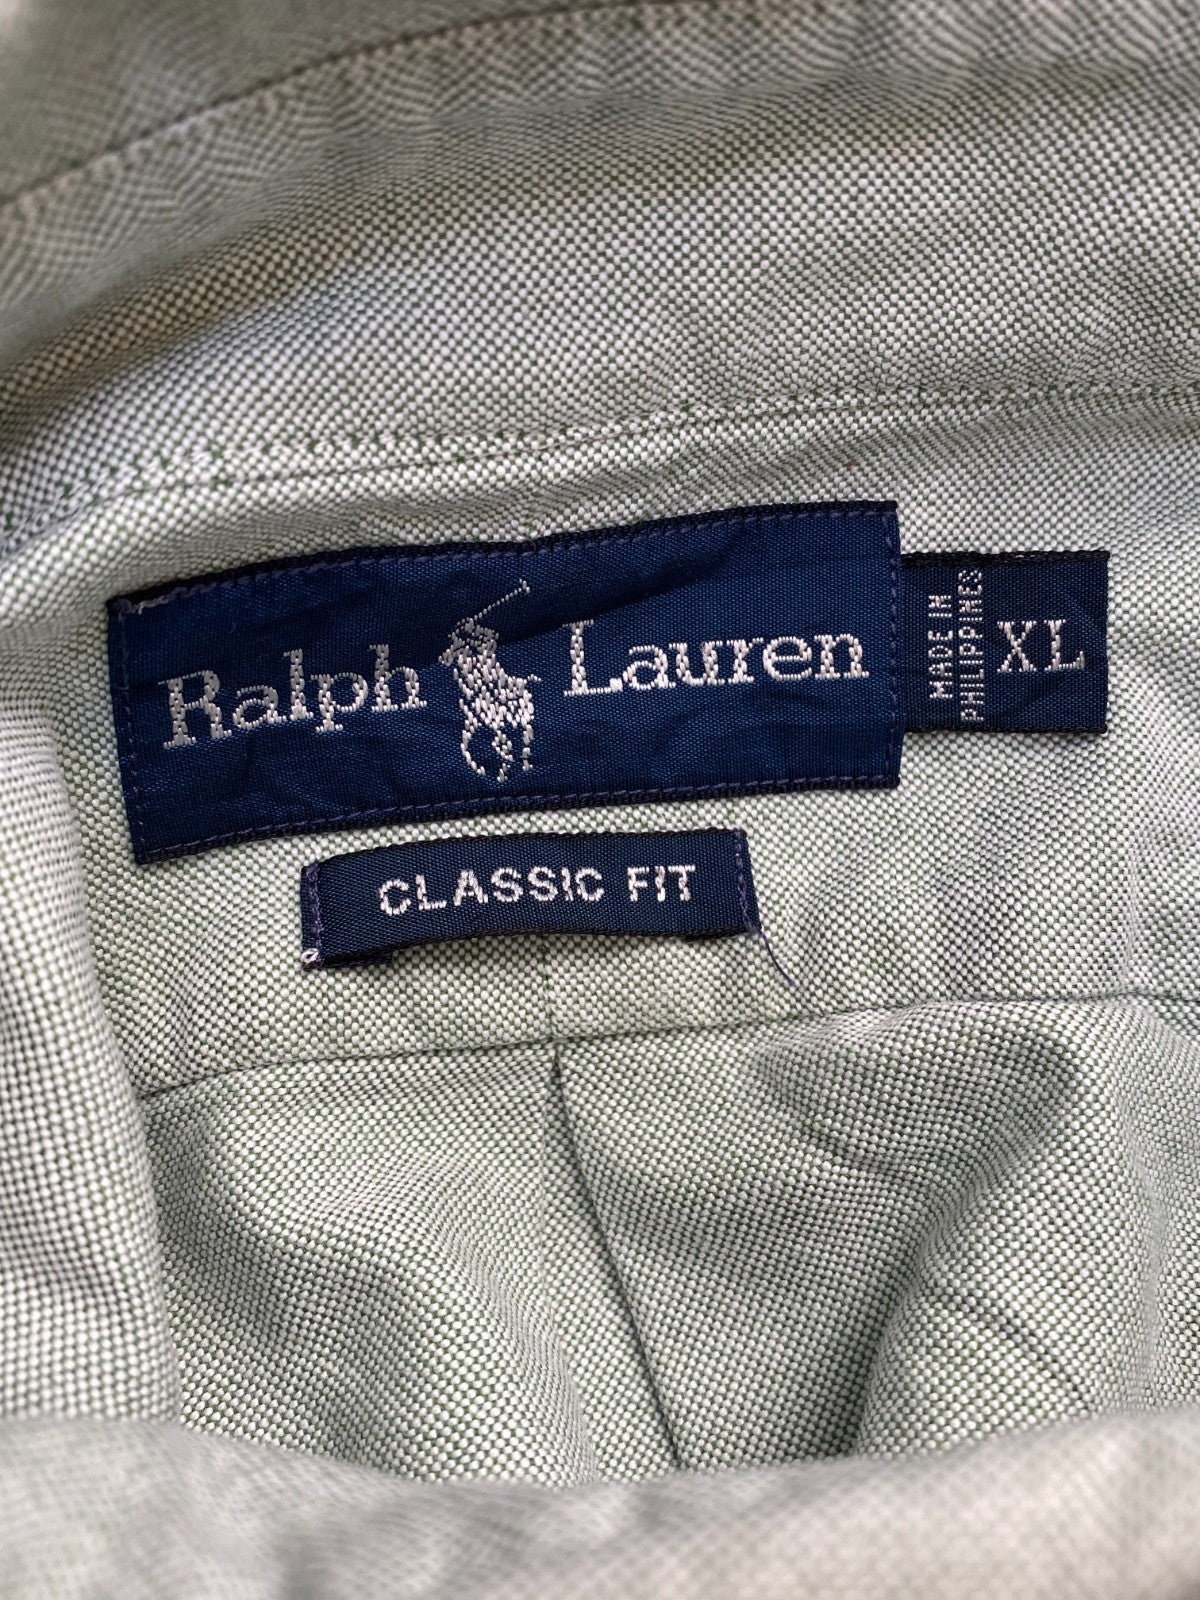 Ralph Lauren
MADE IN
PHILIPPINES
XL
CLASSIC FIT